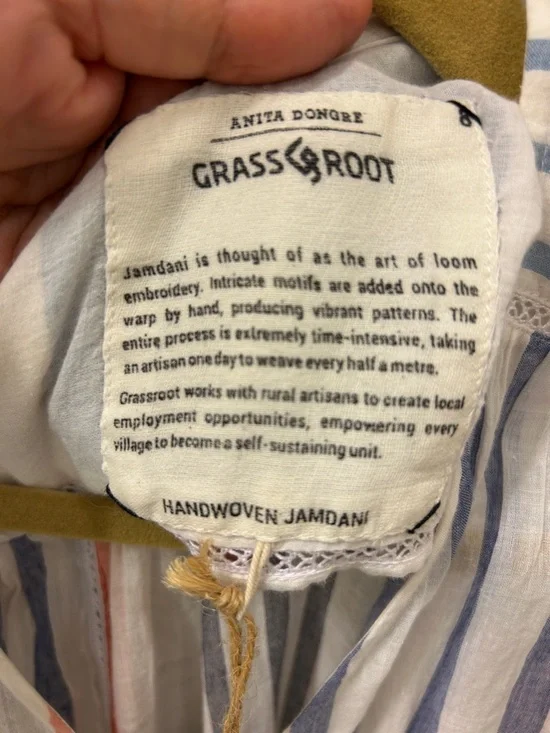 ANITA DONGRE
GRASSROOT
Jamdani is thought of as the art of loom
embroidery. Intricate motifs are added onto the
warp by hand, producing vibrant patterns. The
entire process is extremely time-intensive, taking
an artisan one day to weave every half a metre.
Grassroot works with rural artisans to create local
employment opportunities, empowering every
village to become a self-sustaining unit.
HANDWOVEN JAMDANI